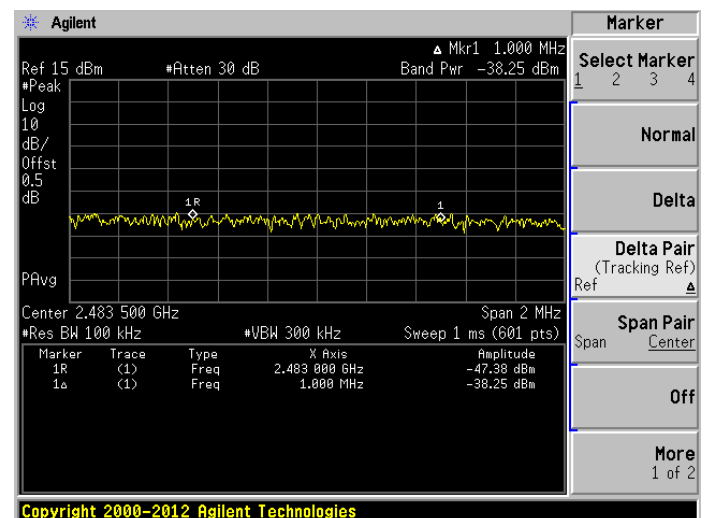 Agilent
Marker
Δ Mkr1 1.000 MHz
Ref 15 dBm #Atten 30 dB Band Pwr -38.25 dBm
#Peak
Log
10
dB/
Offst
0.5
dB
1R
1
PAvg
Center 2.483 500 GHz Span 2 MHz
#Res BW 100 kHz #VBW 300 kHz Sweep 1 ms (601 pts)
Marker Trace Type X Axis Amplitude
1R (1) Freq 2.483 000 GHz -47.38 dBm
1Δ (1) Freq 1.000 MHz -38.25 dBm
Select Marker
1 2 3 4
Normal
Delta
Delta Pair
(Tracking Ref)
Ref Δ
Span Pair
Span Center
Off
More
1 of 2
Copyright 2000-2012 Agilent Technologies